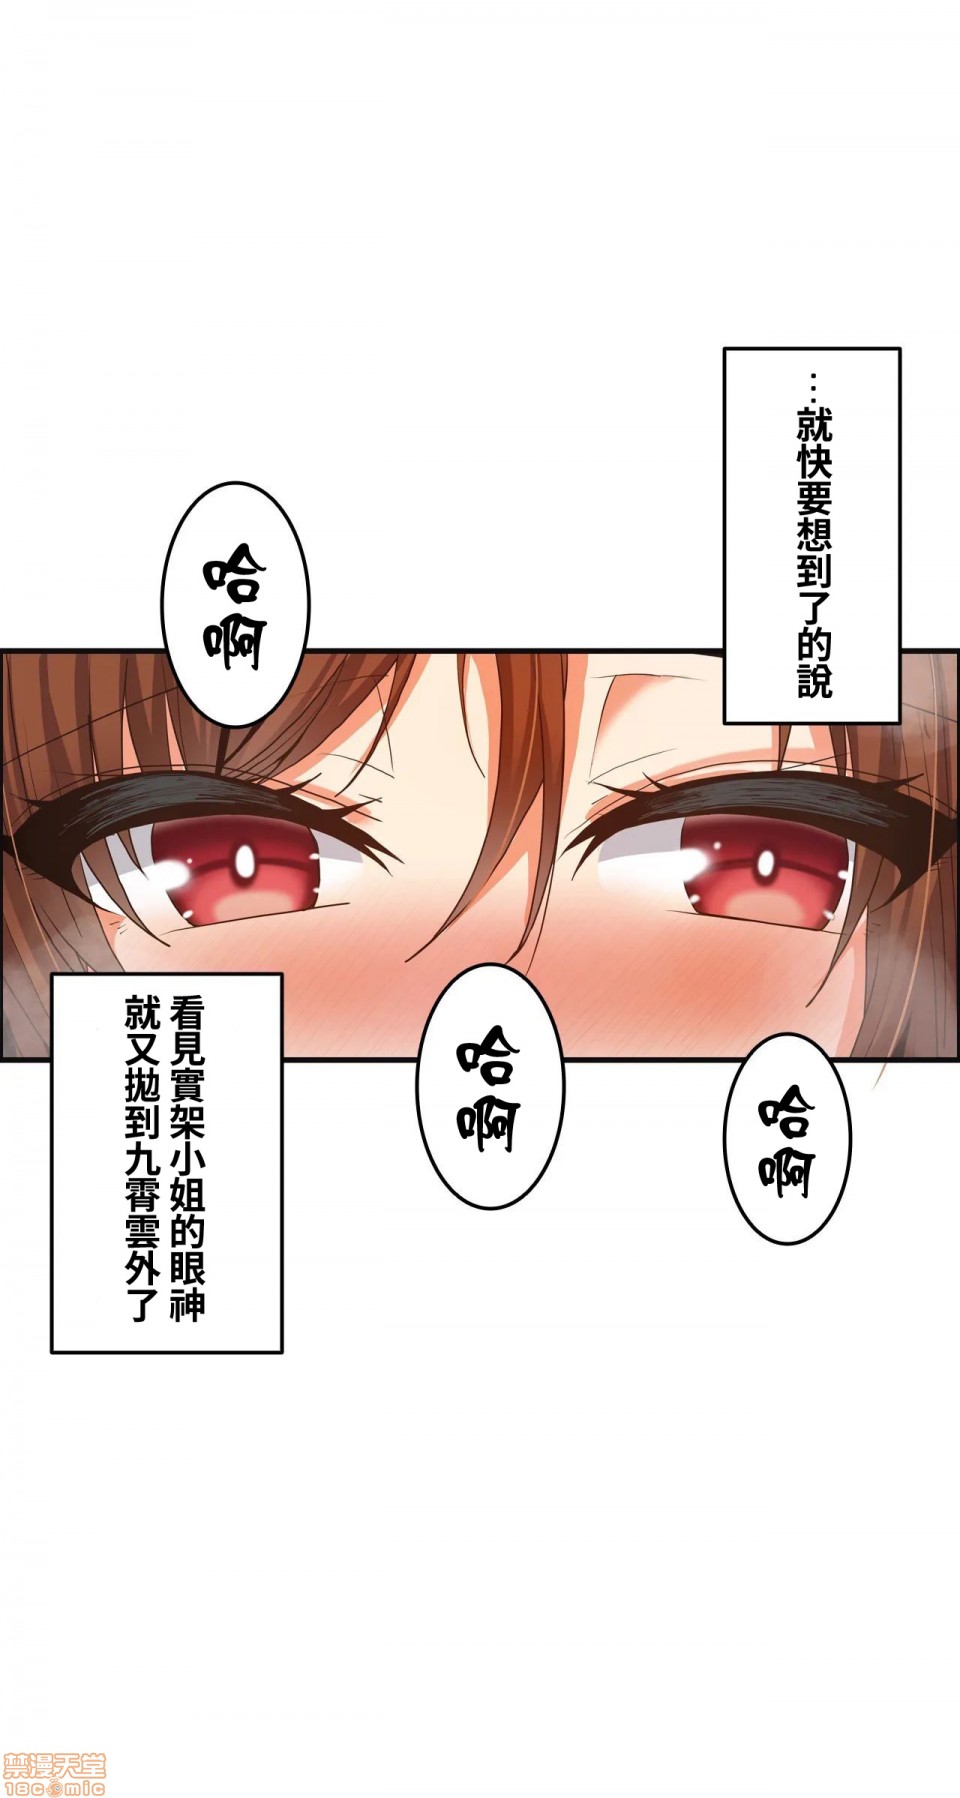 …就快要想到了的說
哈啊
哈啊
哈啊
看見實架小姐的眼神
就又拋到九霄雲外了
禁漫天堂
18comic